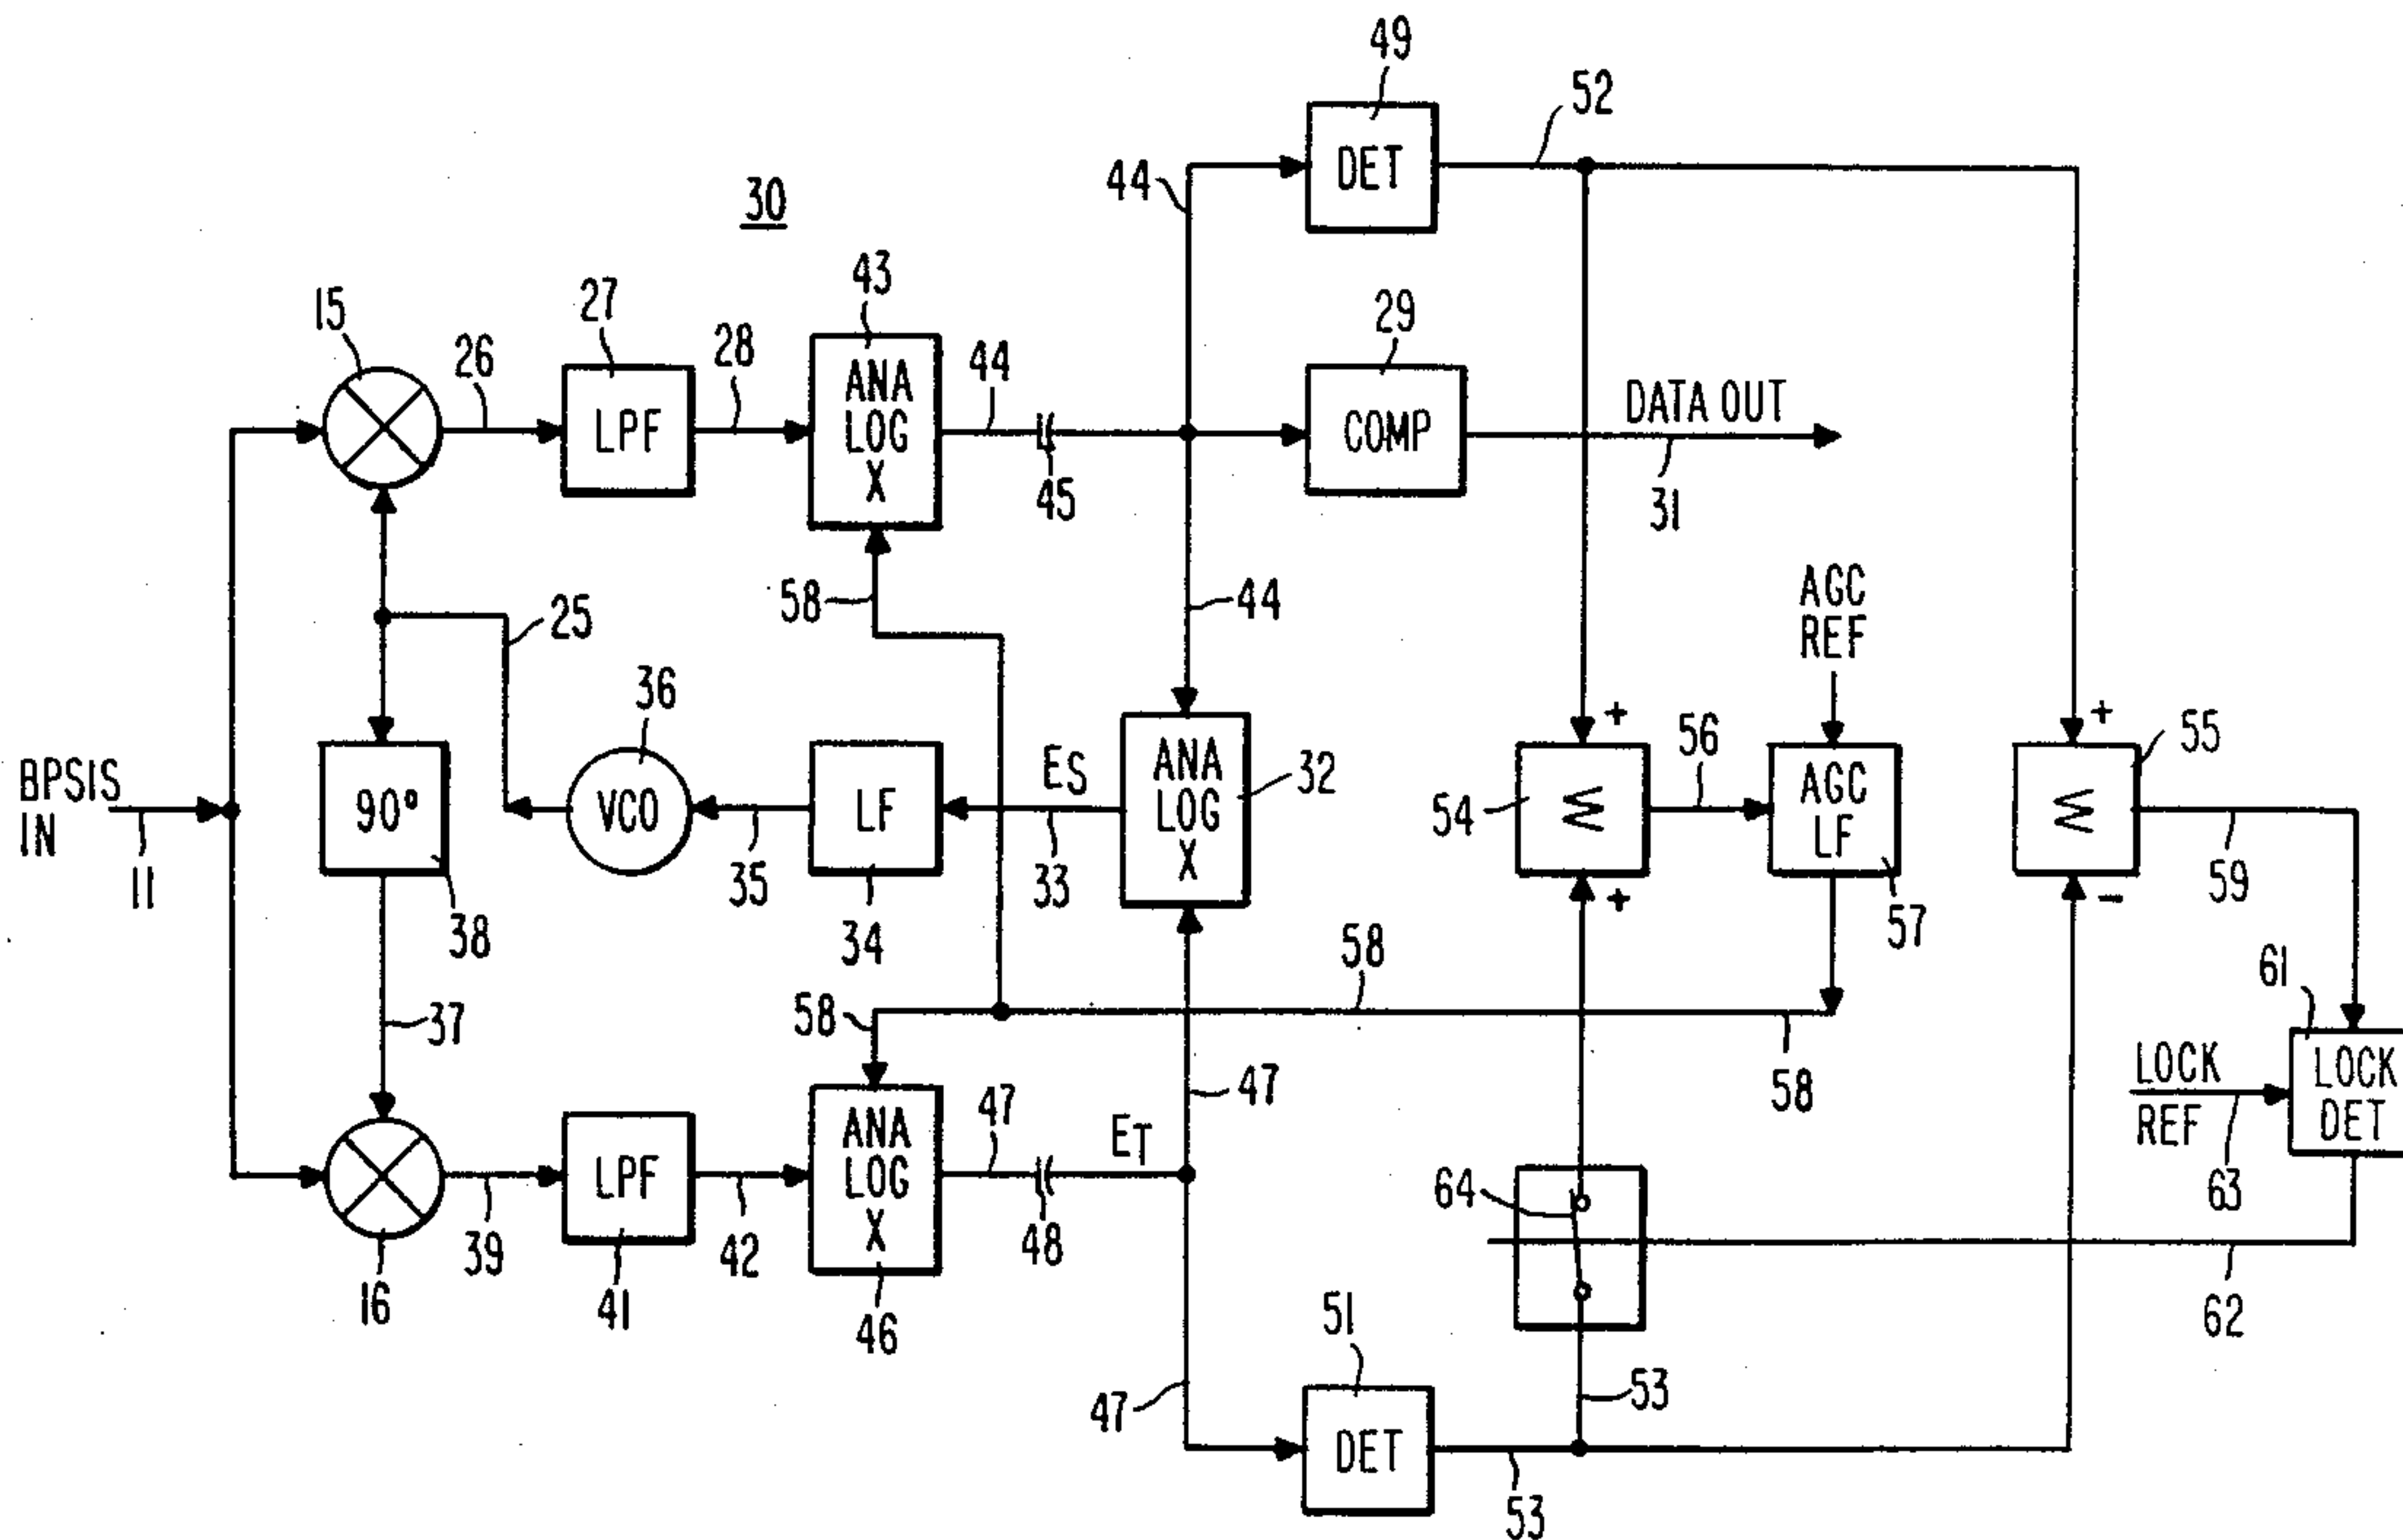 30
49
DET
52
44
15
26
27
LPF
28
43
ANA
LOG
X
44
45
29
COMP
DATA OUT
31
58
44
AGC
REF
25
36
VCO
35
LF
34
ES
33
ANA
LOG
X
32
BPSIS
IN
11
90°
38
37
54
Σ
+
+
56
AGC
LF
57
55
Σ
+
-
59
58
58
58
61
LOCK
DET
LOCK
REF
63
62
16
39
LPF
41
42
ANA
LOG
X
46
47
48
ET
47
47
64
51
DET
53
53